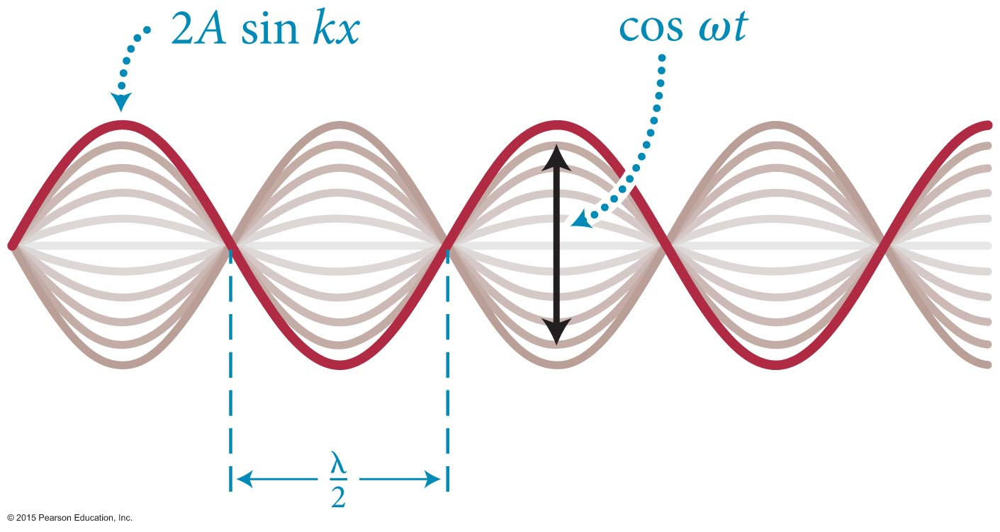 2A sin kx
cos ωt
λ
2
© 2015 Pearson Education, Inc.